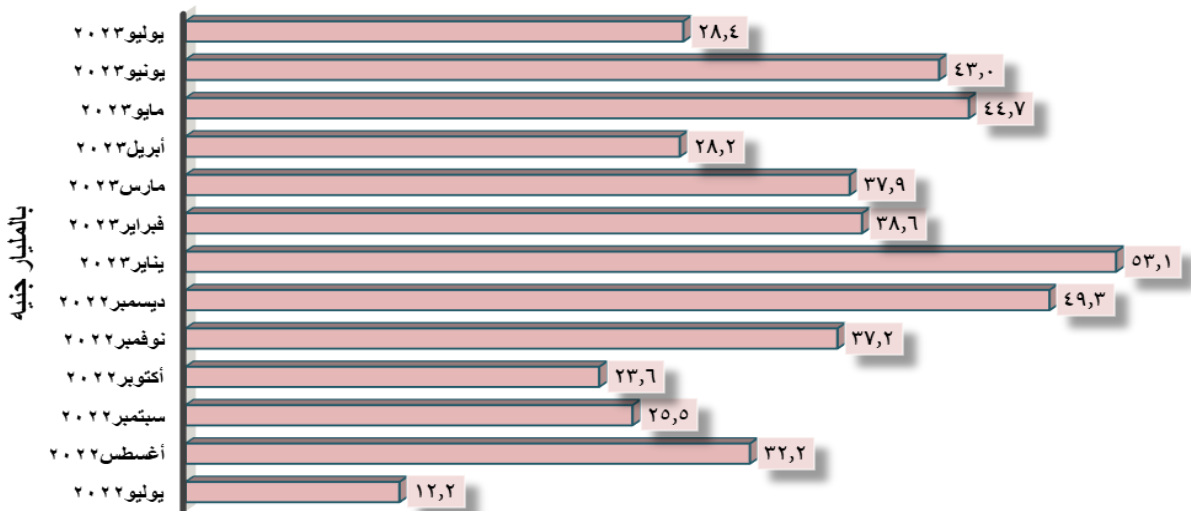 يوليو٢٠٢٣ ٢٨,٤
يونيو٢٠٢٣ ٤٣,٠
مايو٢٠٢٣ ٤٤,٧
أبريل٢٠٢٣ ٢٨,٢
مارس٢٠٢٣ ٣٧,٩
فبراير٢٠٢٣ ٣٨,٦
يناير٢٠٢٣ ٥٣,١
ديسمبر٢٠٢٢ ٤٩,٣
نوفمبر٢٠٢٢ ٣٧,٢
أكتوبر٢٠٢٢ ٢٣,٦
سبتمبر٢٠٢٢ ٢٥,٥
أغسطس٢٠٢٢ ٣٢,٢
يوليو٢٠٢٢ ١٢,٢
بالمليار جنيه